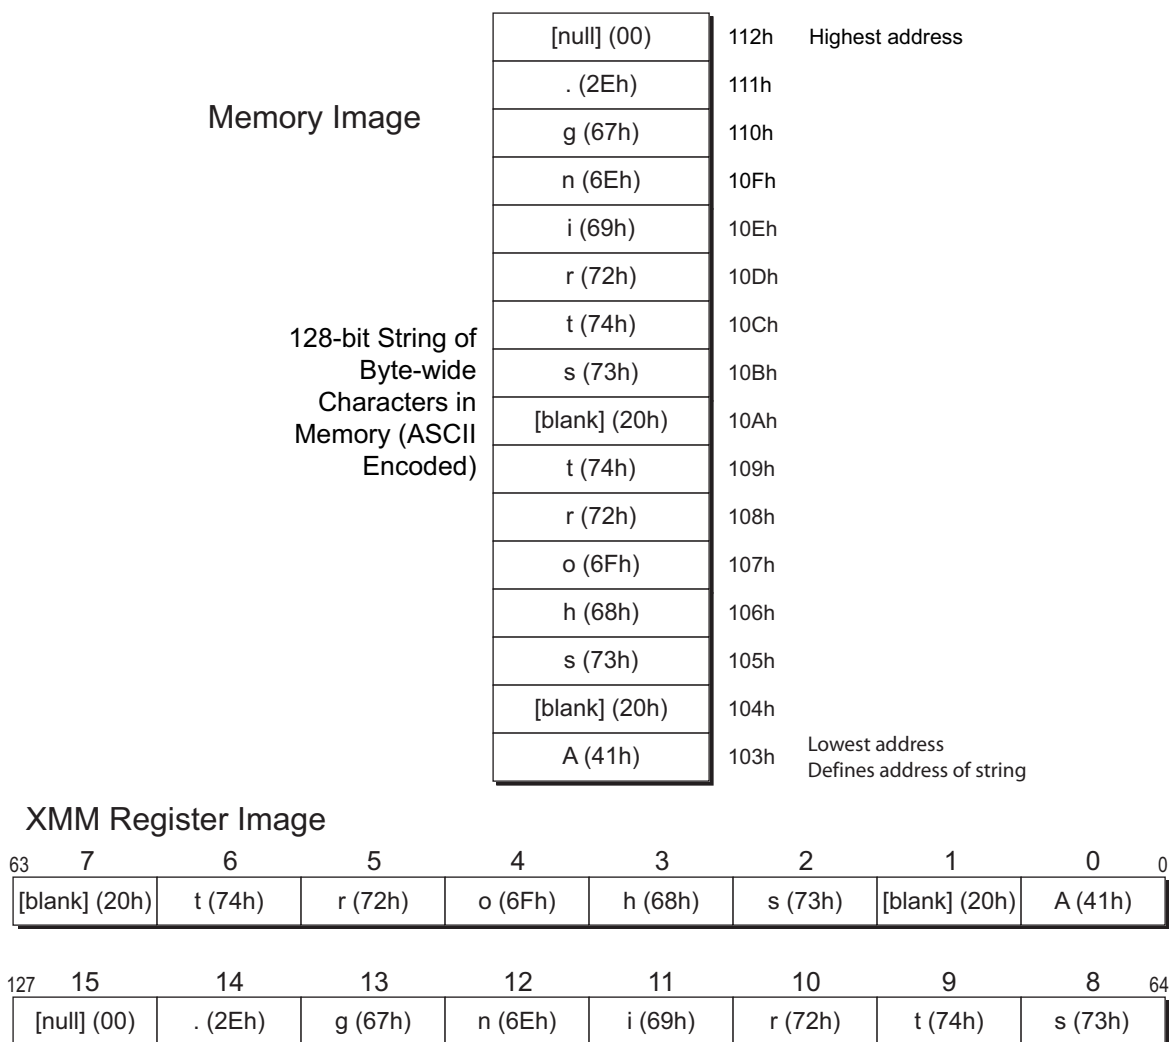 [null] (00) 112h Highest address
. (2Eh) 111h
Memory Image
g (67h) 110h
n (6Eh) 10Fh
i (69h) 10Eh
r (72h) 10Dh
t (74h) 10Ch
128-bit String of
Byte-wide
Characters in
Memory (ASCII
Encoded)
s (73h) 10Bh
[blank] (20h) 10Ah
t (74h) 109h
r (72h) 108h
o (6Fh) 107h
h (68h) 106h
s (73h) 105h
[blank] (20h) 104h
A (41h) 103h
Lowest address
Defines address of string
XMM Register Image
63 7 6 5 4 3 2 1 0 0
[blank] (20h) t (74h) r (72h) o (6Fh) h (68h) s (73h) [blank] (20h) A (41h)
127 15 14 13 12 11 10 9 8 64
[null] (00) . (2Eh) g (67h) n (6Eh) i (69h) r (72h) t (74h) s (73h)